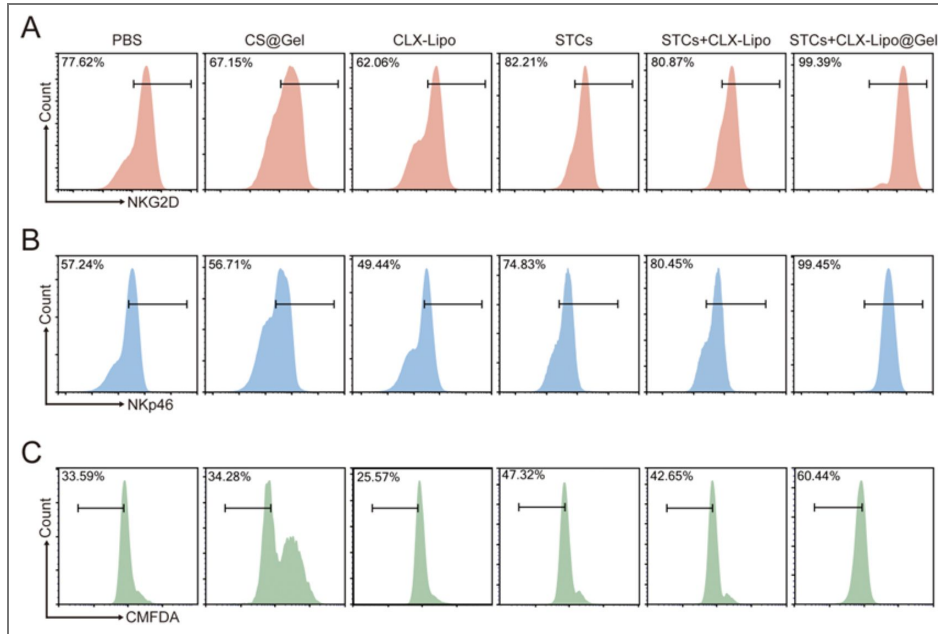 A
PBS CS@Gel CLX-Lipo STCs STCs+CLX-Lipo STCs+CLX-Lipo@Gel
77.62% 67.15% 62.06% 82.21% 80.87% 99.39%
Count
NKG2D
B
57.24% 56.71% 49.44% 74.83% 80.45% 99.45%
Count
NKp46
C
33.59% 34.28% 25.57% 47.32% 42.65% 60.44%
Count
CMFDA